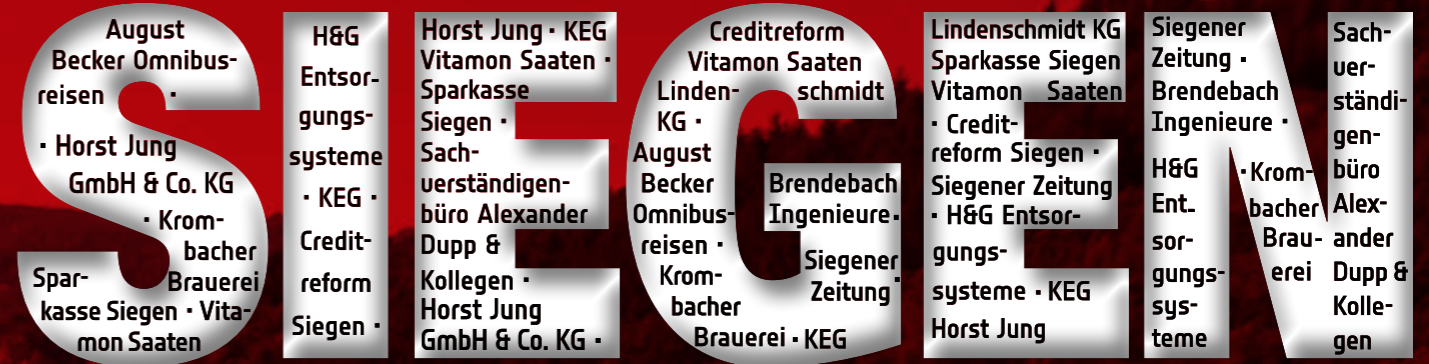 SIEGEN
August
Becker Omnibus-
reisen ·
· Horst Jung
GmbH & Co. KG
· Krom-
bacher
Spar- Brauerei
kasse Siegen · Vita-
mon Saaten
H&G
Entsor-
gungs-
systeme
· KEG ·
Credit-
reform
Siegen ·
Horst Jung · KEG
Vitamon Saaten ·
Sparkasse
Siegen ·
Sach-
verständigen-
büro Alexander
Dupp &
Kollegen ·
Horst Jung
GmbH & Co. KG ·
Creditreform
Vitamon Saaten
Linden- schmidt
KG ·
August
Becker
Omnibus-
reisen ·
Krom-
bacher
Brauerei · KEG
Brendebach
Ingenieure·
Siegener
Zeitung ·
Lindenschmidt KG
Sparkasse Siegen
Vitamon Saaten
· Credit-
reform Siegen ·
Siegener Zeitung
· H&G Entsor-
gungs-
systeme · KEG
Horst Jung
Siegener
Zeitung ·
Brendebach
Ingenieure ·
H&G
Ent_
sor-
gungs-
sys-
teme
·Krom-
bacher
Brau-
erei
Sach-
ver-
ständi-
gen-
büro
Alex-
ander
Dupp &
Kolle-
gen